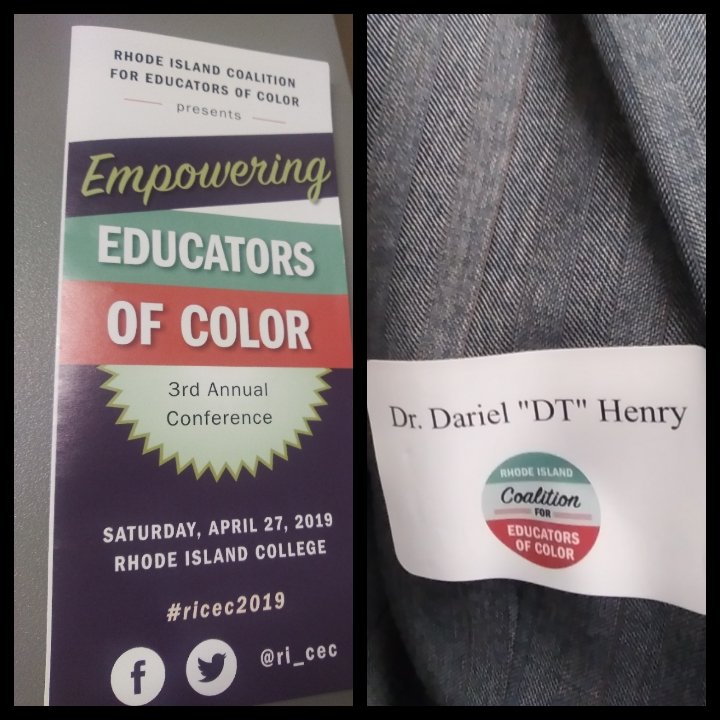 RHODE ISLAND COALITION
FOR EDUCATORS OF COLOR
presents
Empowering
EDUCATORS
OF COLOR
3rd Annual
Conference
SATURDAY, APRIL 27, 2019
RHODE ISLAND COLLEGE
#ricec2019
f
@ri_cec
Dr. Dariel "DT" Henry
RHODE ISLAND
Coalition
FOR
EDUCATORS
OF COLOR